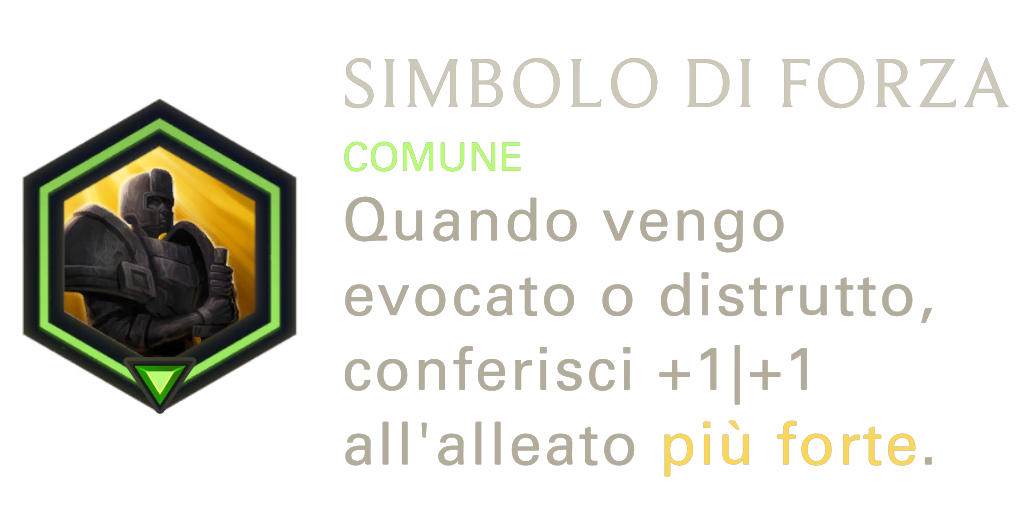 SIMBOLO DI FORZA
COMUNE
Quando vengo
evocato o distrutto,
conferisci +1|+1
all'alleato più forte.